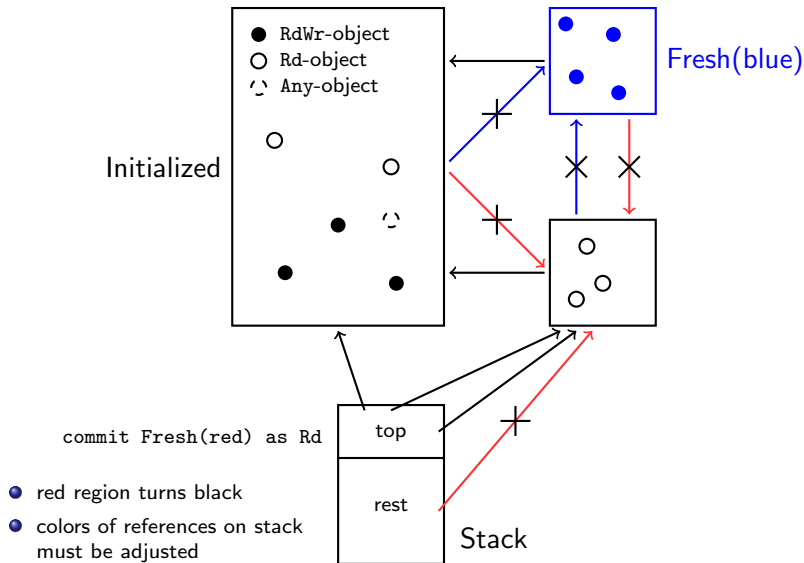 RdWr-object
Rd-object
Any-object
Fresh(blue)
Initialized
commit Fresh(red) as Rd
top
red region turns black
rest
colors of references on stack
must be adjusted
Stack